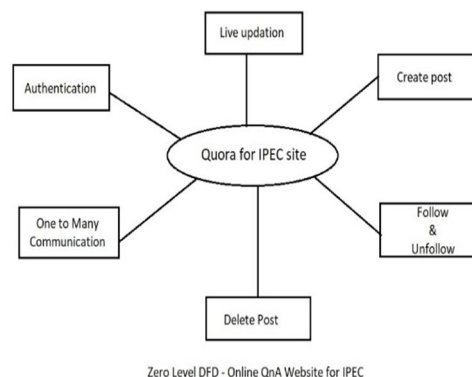 Live updation
Authentication
Create post
Quora for IPEC site
One to Many
Communication
Follow
&
Unfollow
Delete Post
Zero Level DFD - Online QnA Website for IPEC